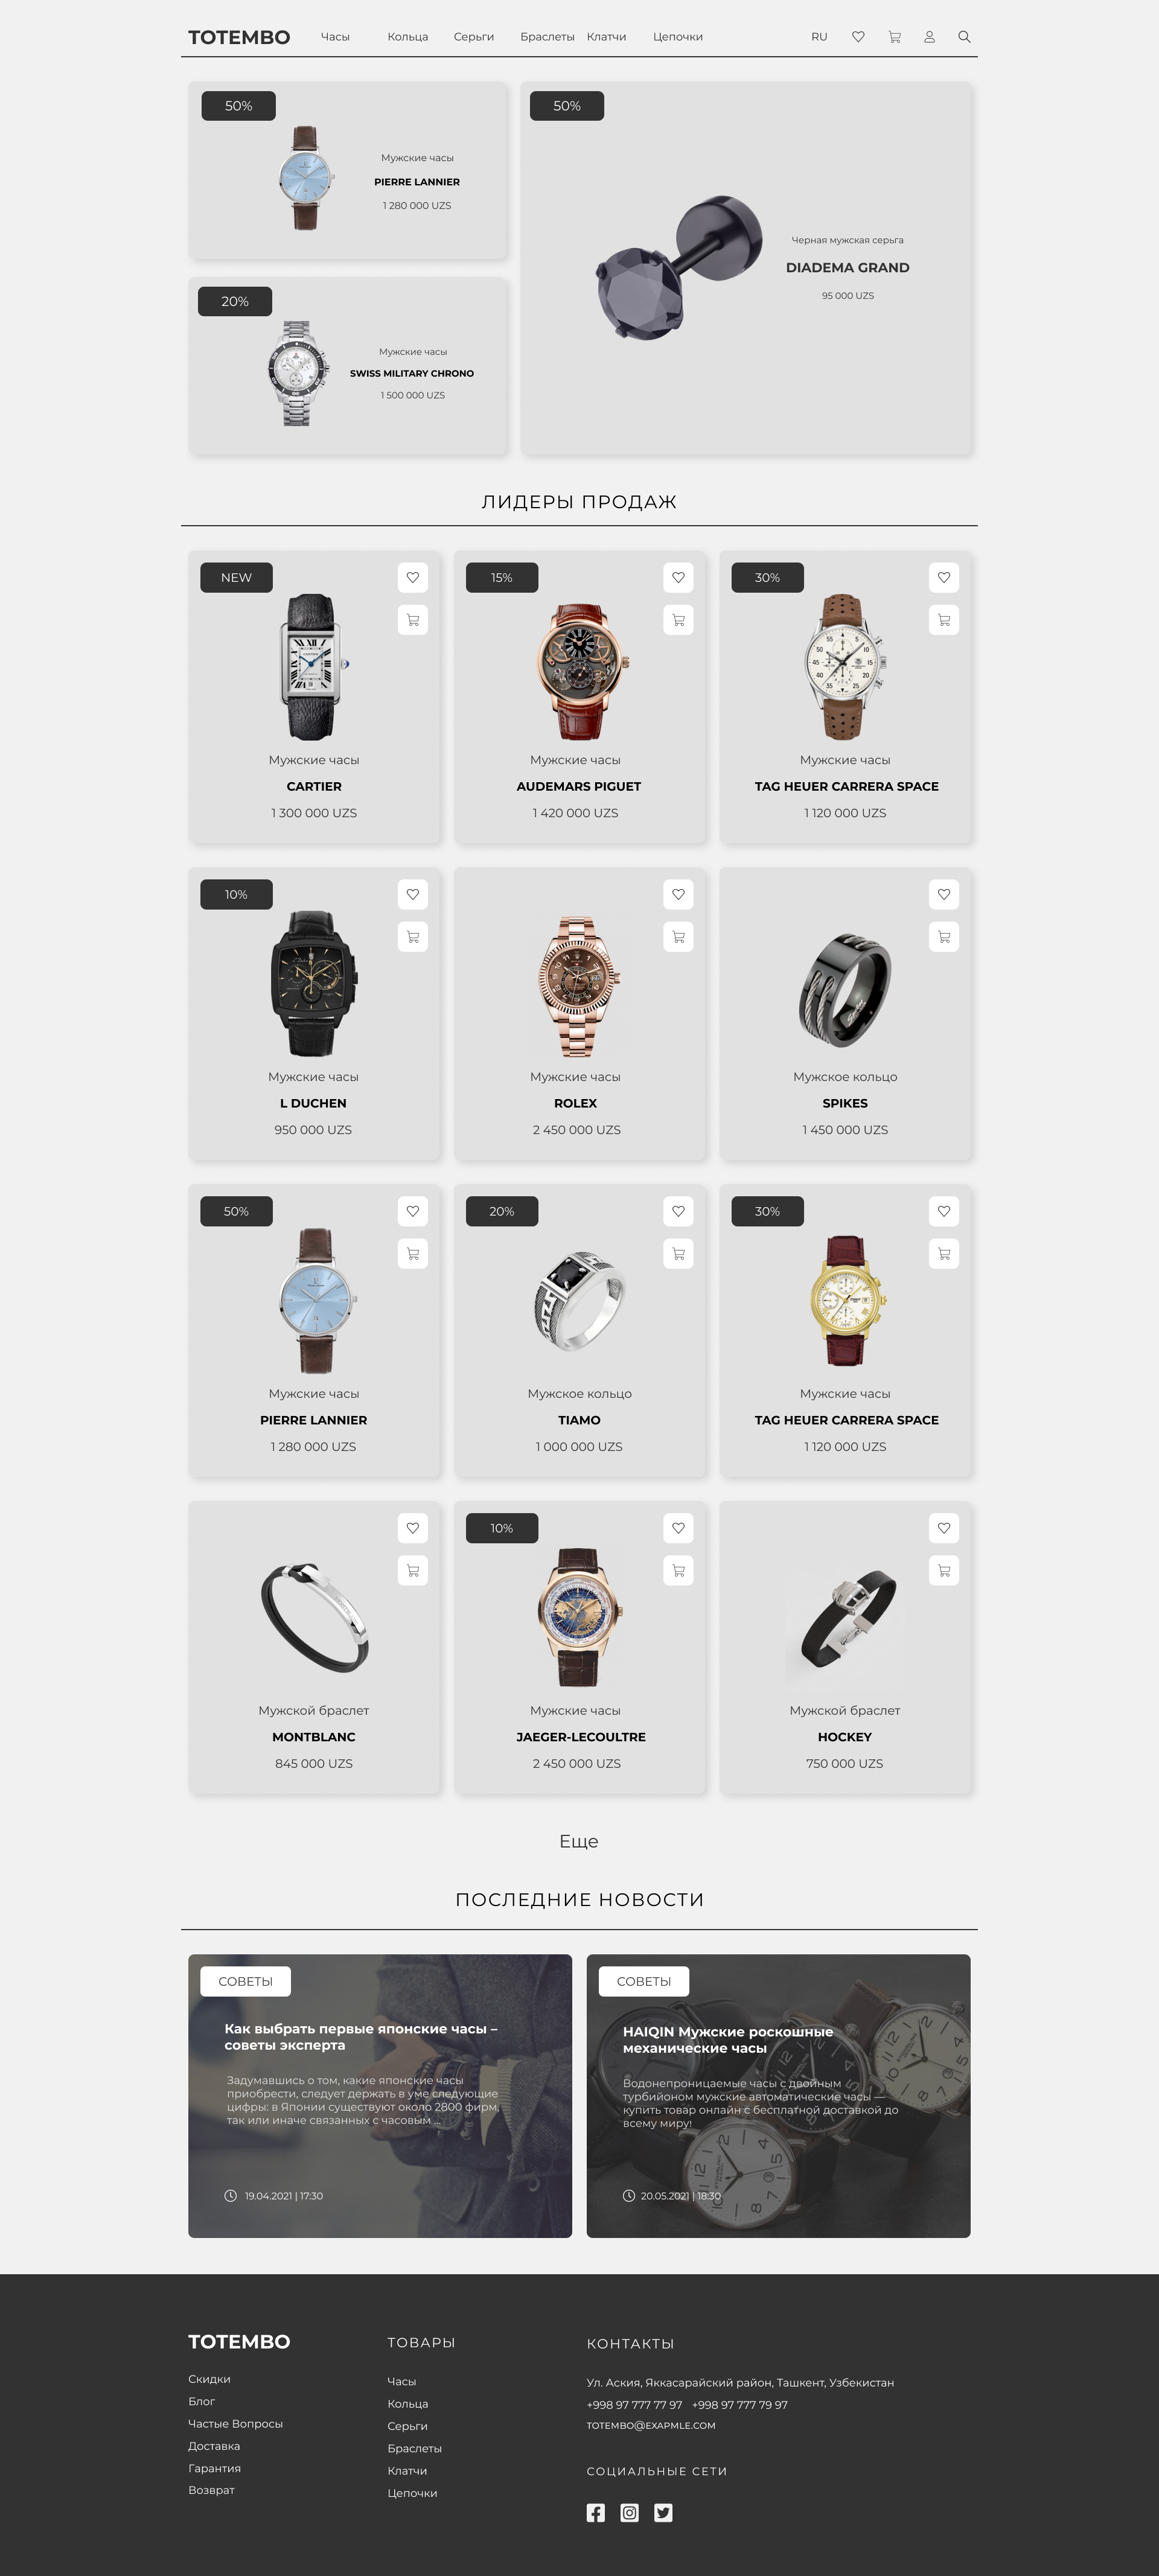 TOTEMBO Часы Кольца Серьги Браслеты Клатчи Цепочки RU
50%
Мужские часы
PIERRE LANNIER
1 280 000 UZS
20%
Мужские часы
SWISS MILITARY CHRONO
1 500 000 UZS
50%
Черная мужская серьга
DIADEMA GRAND
95 000 UZS
ЛИДЕРЫ ПРОДАЖ
NEW
Мужские часы
CARTIER
1 300 000 UZS
15%
Мужские часы
AUDEMARS PIGUET
1 420 000 UZS
30%
Мужские часы
TAG HEUER CARRERA SPACE
1 120 000 UZS
10%
Мужские часы
L DUCHEN
950 000 UZS
Мужские часы
ROLEX
2 450 000 UZS
Мужское кольцо
SPIKES
1 450 000 UZS
50%
Мужские часы
PIERRE LANNIER
1 280 000 UZS
20%
Мужское кольцо
TIAMO
1 000 000 UZS
30%
Мужские часы
TAG HEUER CARRERA SPACE
1 120 000 UZS
Мужской браслет
MONTBLANC
845 000 UZS
10%
Мужские часы
JAEGER-LECOULTRE
2 450 000 UZS
Мужской браслет
HOCKEY
750 000 UZS
Еще
ПОСЛЕДНИЕ НОВОСТИ
СОВЕТЫ
Как выбрать первые японские часы –
советы эксперта
Задумавшись о том, какие японские часы
приобрести, следует держать в уме следующие
цифры: в Японии существуют около 2800 фирм,
так или иначе связанных с часовым ...
19.04.2021 | 17:30
СОВЕТЫ
HAIQIN Мужские роскошные
механические часы
Водонепроницаемые часы с двойным
турбийоном мужские автоматические часы —
купить товар онлайн с бесплатной доставкой до
всему миру!
20.05.2021 | 18:30
TOTEMBO
Скидки
Блог
Частые Вопросы
Доставка
Гарантия
Возврат
ТОВАРЫ
Часы
Кольца
Серьги
Браслеты
Клатчи
Цепочки
КОНТАКТЫ
Ул. Аския, Яккасарайский район, Ташкент, Узбекистан
+998 97 777 77 97 +998 97 777 79 97
TOTEMBO@EXAPMLE.COM
СОЦИАЛЬНЫЕ СЕТИ